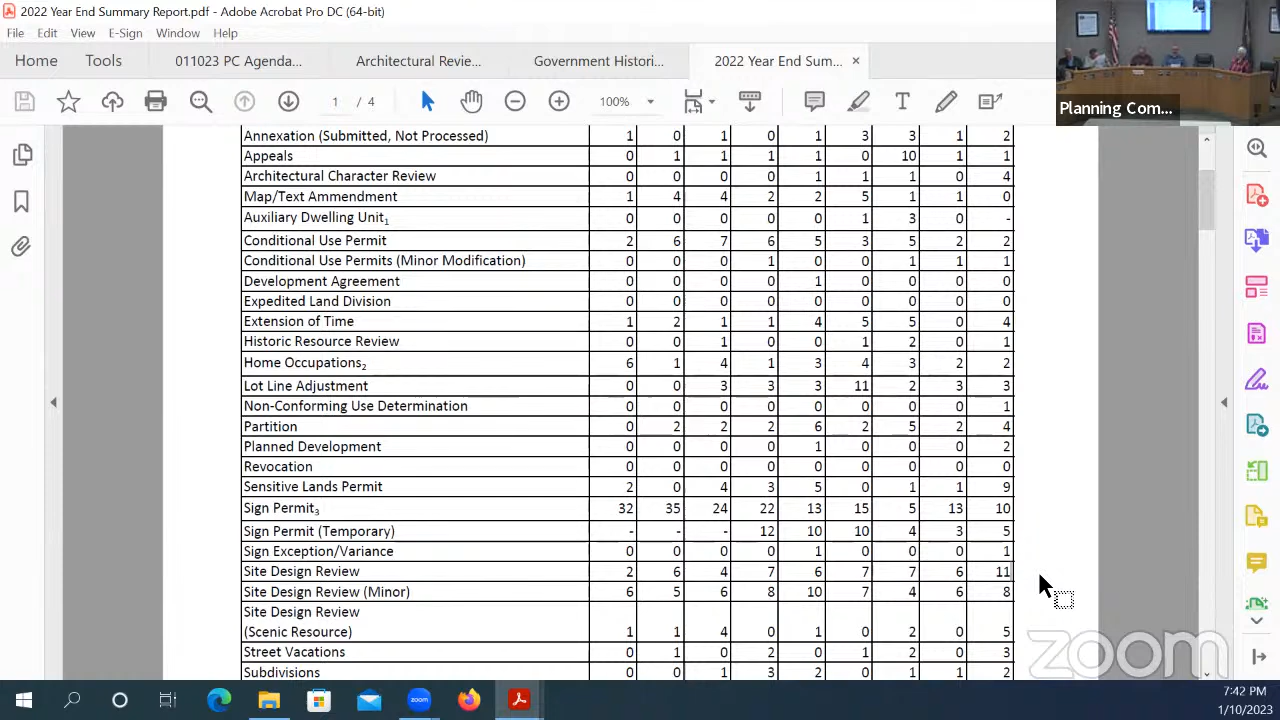 2022 Year End Summary Report.pdf - Adobe Acrobat Pro DC (64-bit)
File Edit View E-Sign Window Help
Home Tools 011023 PC Agenda... Architectural Revie... Government Histori... 2022 Year End Sum... ×
1 / 4 100%
Planning Com...
Annexation (Submitted, Not Processed) 1 0 1 0 1 3 3 1 2
Appeals 0 1 1 1 1 0 10 1 1
Architectural Character Review 0 0 0 0 1 1 1 0 4
Map/Text Ammendment 1 4 4 2 2 5 1 1 0
Auxiliary Dwelling Unit1 0 0 0 0 0 1 3 0 -
Conditional Use Permit 2 6 7 6 5 3 5 2 2
Conditional Use Permits (Minor Modification) 0 0 0 1 0 0 1 1 1
Development Agreement 0 0 0 0 1 0 0 0 0
Expedited Land Division 0 0 0 0 0 0 0 0 0
Extension of Time 1 2 1 1 4 5 5 0 4
Historic Resource Review 0 0 1 0 0 1 2 0 1
Home Occupations2 6 1 4 1 3 4 3 2 2
Lot Line Adjustment 0 0 3 3 3 11 2 3 3
Non-Conforming Use Determination 0 0 0 0 0 0 0 0 1
Partition 0 2 2 2 6 2 5 2 4
Planned Development 0 0 0 0 1 0 0 0 2
Revocation 0 0 0 0 0 0 0 0 0
Sensitive Lands Permit 2 0 4 3 5 0 1 1 9
Sign Permit3 32 35 24 22 13 15 5 13 10
Sign Permit (Temporary) - - - 12 10 10 4 3 5
Sign Exception/Variance 0 0 0 0 1 0 0 0 1
Site Design Review 2 6 4 7 6 7 7 6 11
Site Design Review (Minor) 6 5 6 8 10 7 4 6 8
Site Design Review
(Scenic Resource) 1 1 4 0 1 0 2 0 5
Street Vacations 0 1 0 2 0 1 2 0 3
Subdivisions 0 0 1 3 2 0 1 1 2
zoom
zoom
7:42 PM
1/10/2023